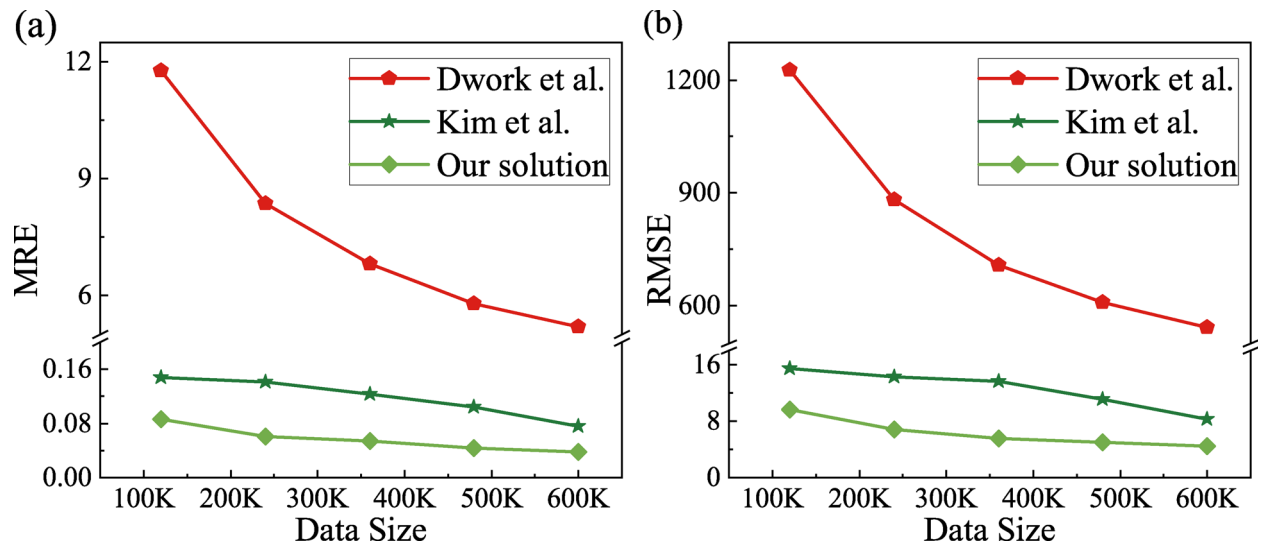 (a)
12
9
6
0.16
0.08
0.00
MRE
Dwork et al.
Kim et al.
Our solution
100K 200K 300K 400K 500K 600K
Data Size
(b)
1200
900
600
16
8
0
RMSE
Dwork et al.
Kim et al.
Our solution
100K 200K 300K 400K 500K 600K
Data Size